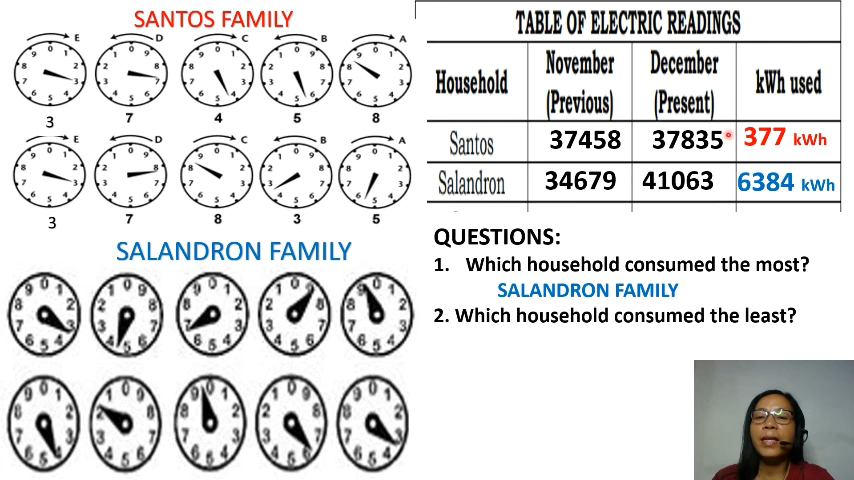 SANTOS FAMILY
E D C B A
3 7 4 5 8
E D C B A
3 7 8 3 5
SALANDRON FAMILY
TABLE OF ELECTRIC READINGS
Household November (Previous) December (Present) kWh used
Santos 37458 37835 377 kWh
Salandron 34679 41063 6384 kWh
QUESTIONS:
1. Which household consumed the most?
SALANDRON FAMILY
2. Which household consumed the least?